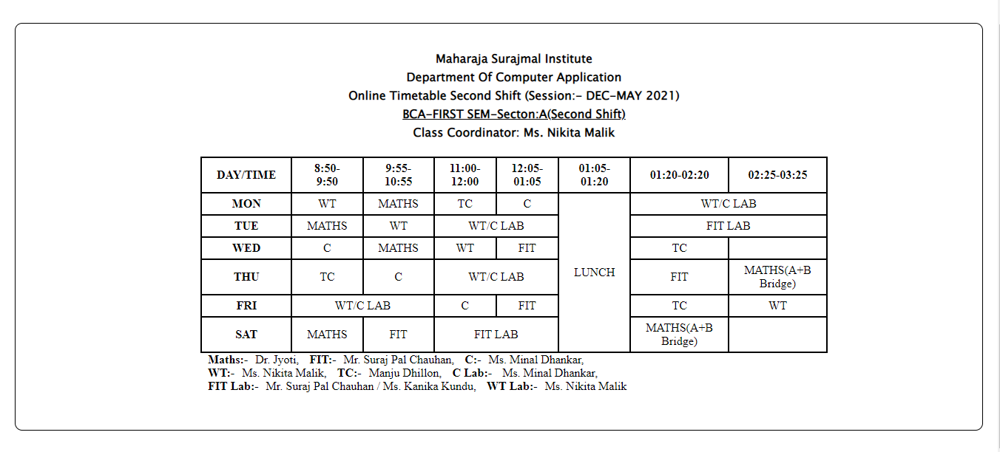 Maharaja Surajmal Institute
Department Of Computer Application
Online Timetable Second Shift (Session:- DEC-MAY 2021)
BCA-FIRST SEM-Secton:A(Second Shift)
Class Coordinator: Ms. Nikita Malik
DAY/TIME 8:50-9:50 9:55-10:55 11:00-12:00 12:05-01:05 01:05-01:20 01:20-02:20 02:25-03:25
MON WT MATHS TC C LUNCH WT/C LAB
TUE MATHS WT WT/C LAB FIT LAB
WED C MATHS WT FIT TC
THU TC C WT/C LAB FIT MATHS(A+B Bridge)
FRI WT/C LAB C FIT TC WT
SAT MATHS FIT FIT LAB MATHS(A+B Bridge)
Maths:- Dr. Jyoti, FIT:- Mr. Suraj Pal Chauhan, C:- Ms. Minal Dhankar,
WT:- Ms. Nikita Malik, TC:- Manju Dhillon, C Lab:- Ms. Minal Dhankar,
FIT Lab:- Mr. Suraj Pal Chauhan / Ms. Kanika Kundu, WT Lab:- Ms. Nikita Malik